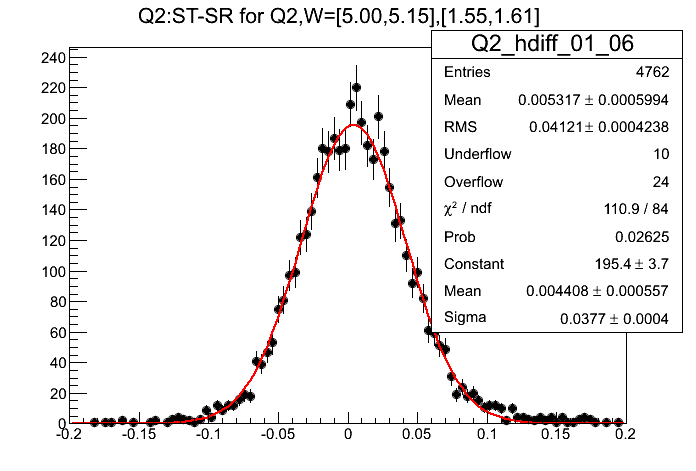 Q2:ST-SR for Q2,W=[5.00,5.15],[1.55,1.61]
Q2_hdiff_01_06
Entries 4762
Mean 0.005317 ± 0.0005994
RMS 0.04121 ± 0.0004238
Underflow 10
Overflow 24
χ² / ndf 110.9 / 84
Prob 0.02625
Constant 195.4 ± 3.7
Mean 0.004408 ± 0.000557
Sigma 0.0377 ± 0.0004
240
220
200
180
160
140
120
100
80
60
40
20
0
-0.2 -0.15 -0.1 -0.05 0 0.05 0.1 0.15 0.2